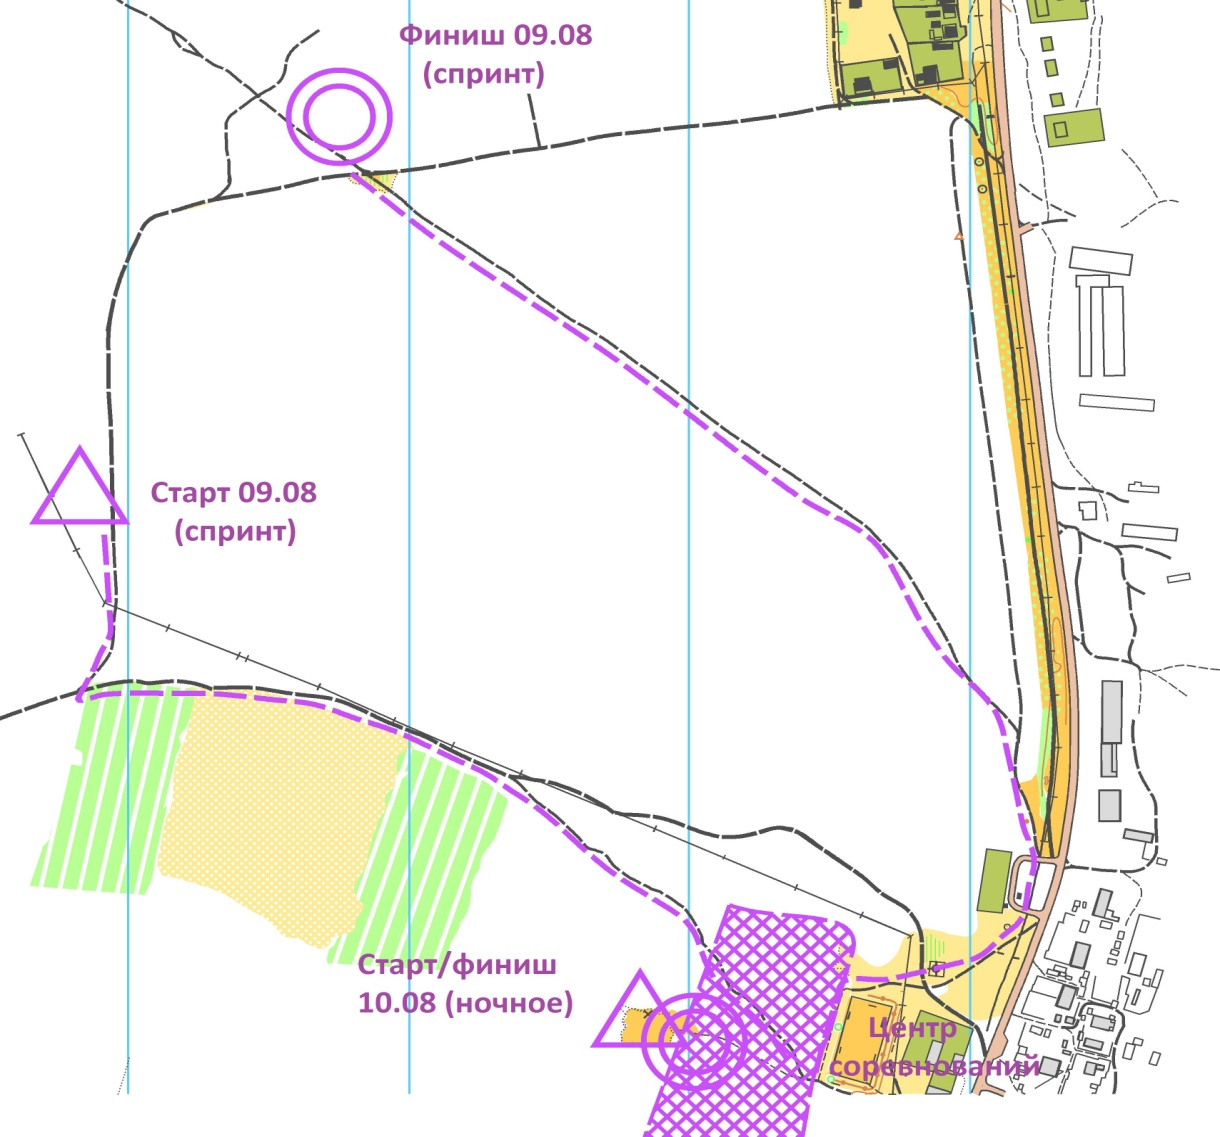 Финиш 09.08
(спринт)
Старт 09.08
(спринт)
Старт/финиш
10.08 (ночное)
Центр
соревнований